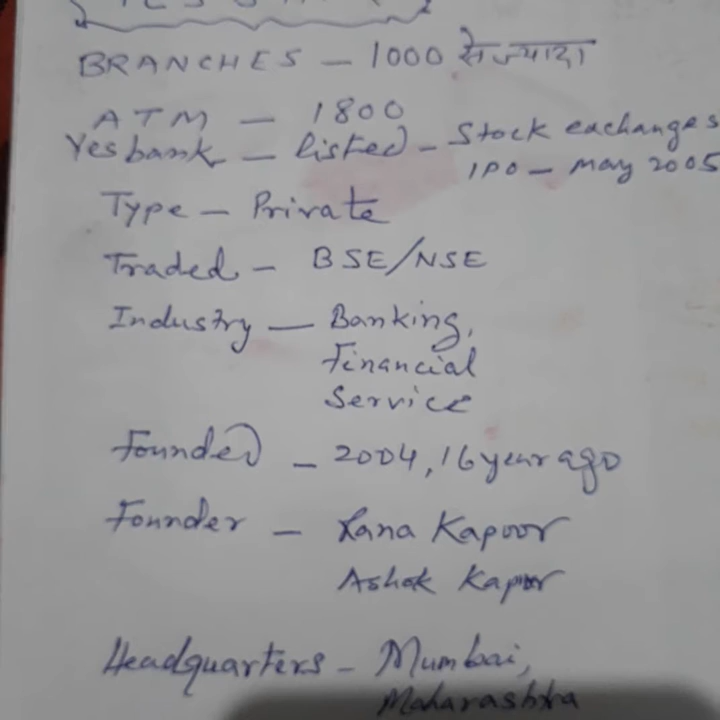 BRANCHES - 1000 से ज्यादा
ATM - 1800
Yes bank - listed - Stock exchanges
IPO - May 2005
Type - Private
Traded - BSE/NSE
Industry - Banking,
Financial
Service
Founded - 2004, 16 year ago
Founder - Rana Kapoor
Ashok Kapoor
Headquarters - Mumbai,
Maharashtra